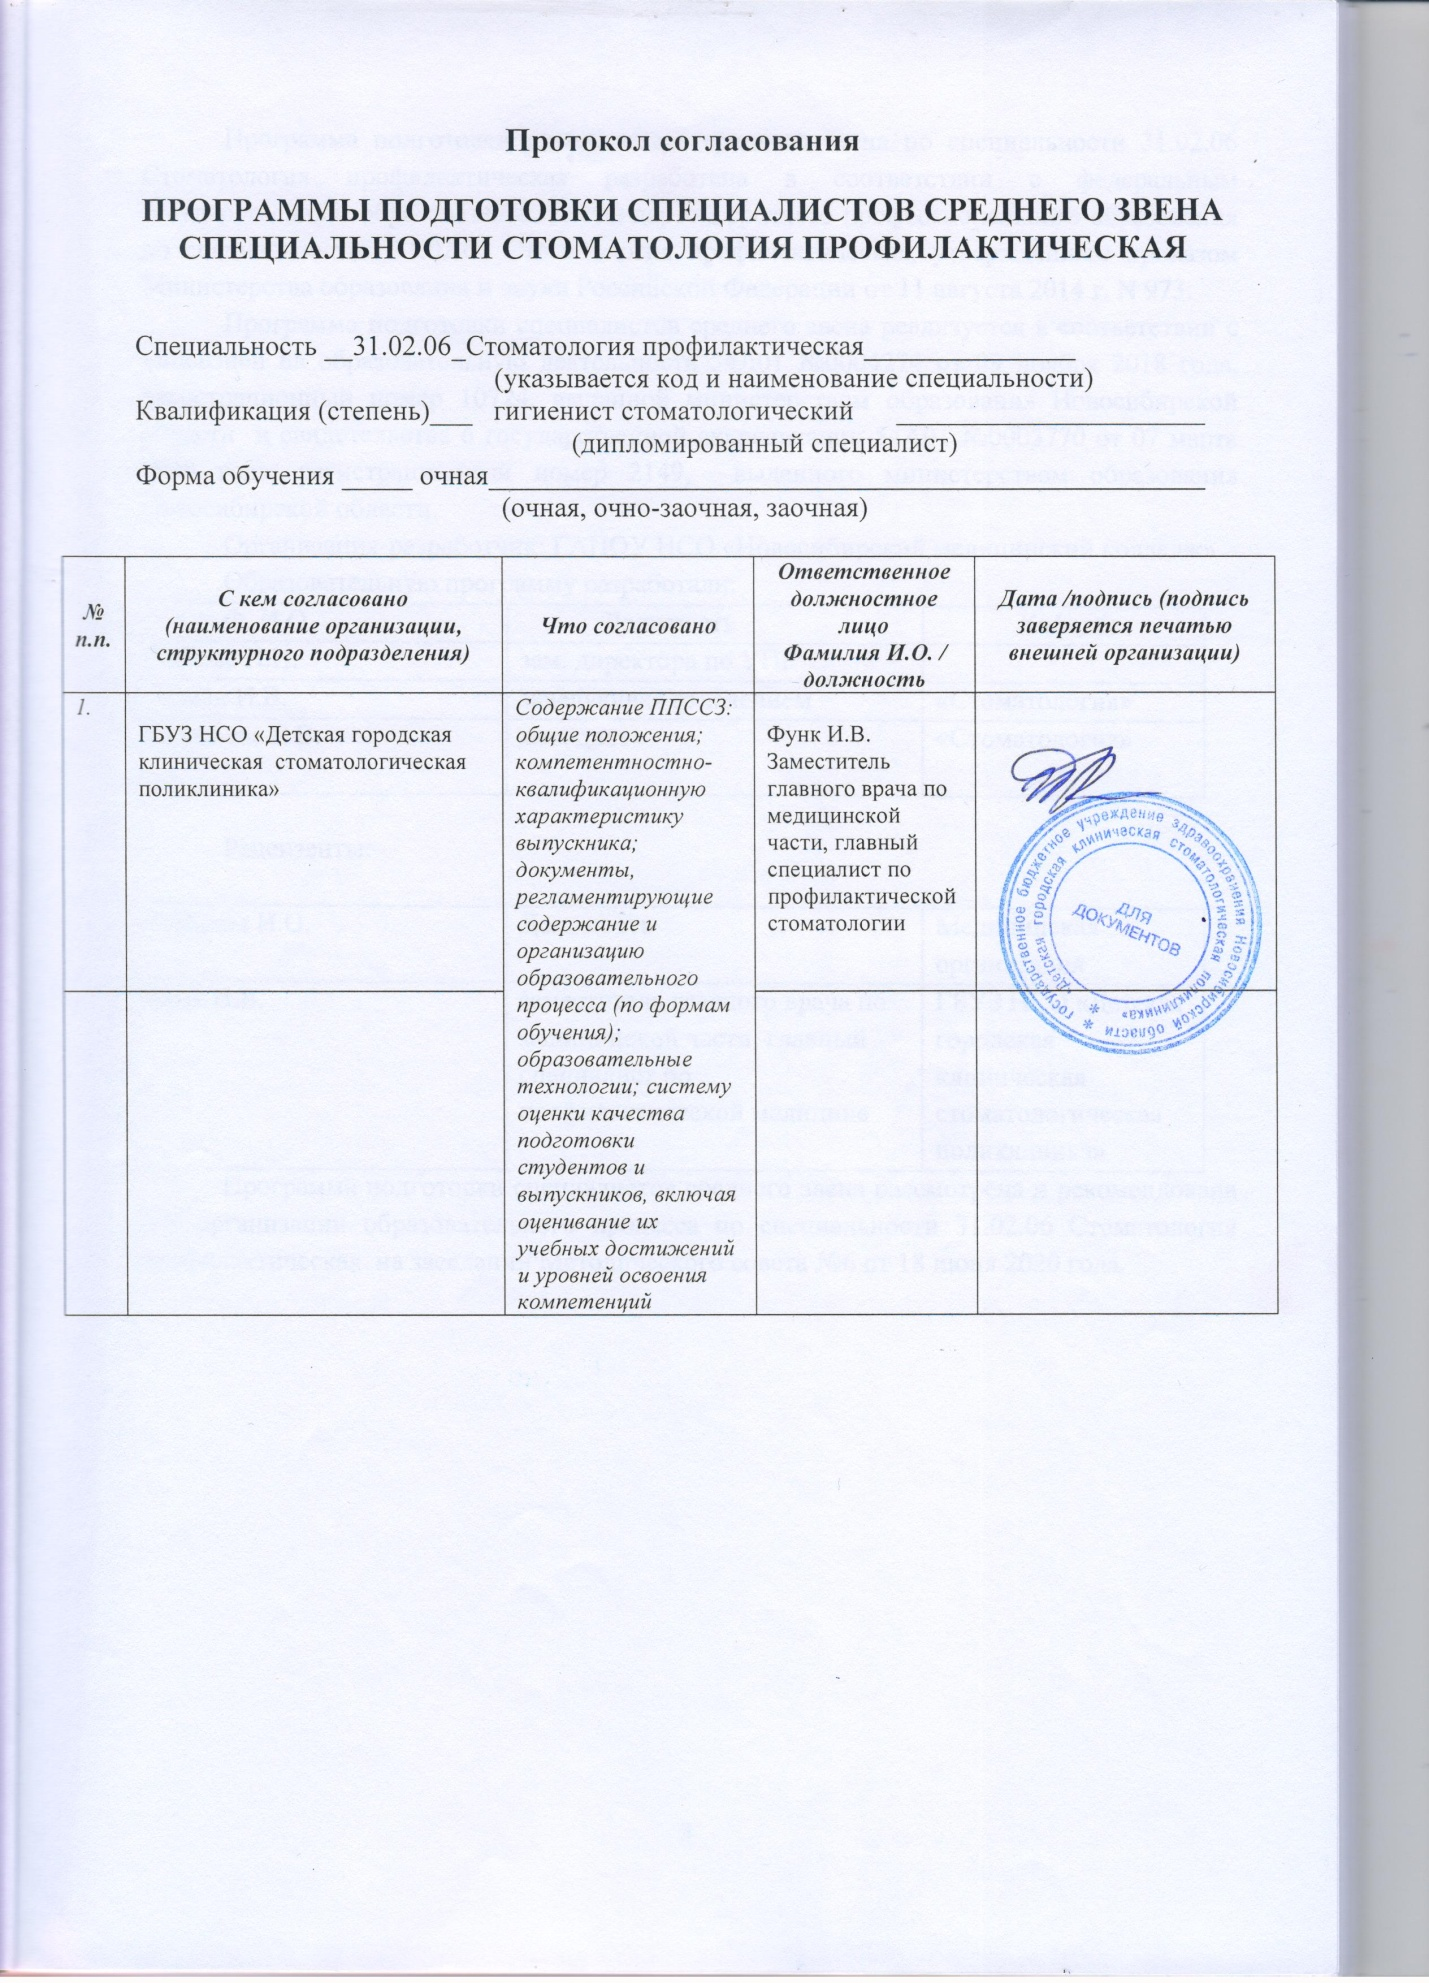 Протокол согласования
ПРОГРАММЫ ПОДГОТОВКИ СПЕЦИАЛИСТОВ СРЕДНЕГО ЗВЕНА
СПЕЦИАЛЬНОСТИ СТОМАТОЛОГИЯ ПРОФИЛАКТИЧЕСКАЯ
Специальность __31.02.06_Стоматология профилактическая_______________
(указывается код и наименование специальности)
Квалификация (степень)___ гигиенист стоматологический ______________________
(дипломированный специалист)
Форма обучения _____ очная___________________________________________________
(очная, очно-заочная, заочная)
№
п.п.
С кем согласовано
(наименование организации,
структурного подразделения)
Что согласовано
Ответственное
должностное
лицо
Фамилия И.О. /
должность
Дата /подпись (подпись
заверяется печатью
внешней организации)
1.
ГБУЗ НСО «Детская городская
клиническая стоматологическая
поликлиника»
Содержание ППССЗ:
общие положения;
компетентностно-
квалификационную
характеристику
выпускника;
документы,
регламентирующие
содержание и
организацию
образовательного
процесса (по формам
обучения);
образовательные
технологии; систему
оценки качества
подготовки
студентов и
выпускников, включая
оценивание их
учебных достижений
и уровней освоения
компетенций
Функк И.В.
Заместитель
главного врача по
медицинской
части, главный
специалист по
профилактической
стоматологии
государственное бюджетное учреждение здравоохранения Новосибирской области *
«Детская городская клиническая стоматологическая поликлиника» *
ДЛЯ
ДОКУМЕНТОВ